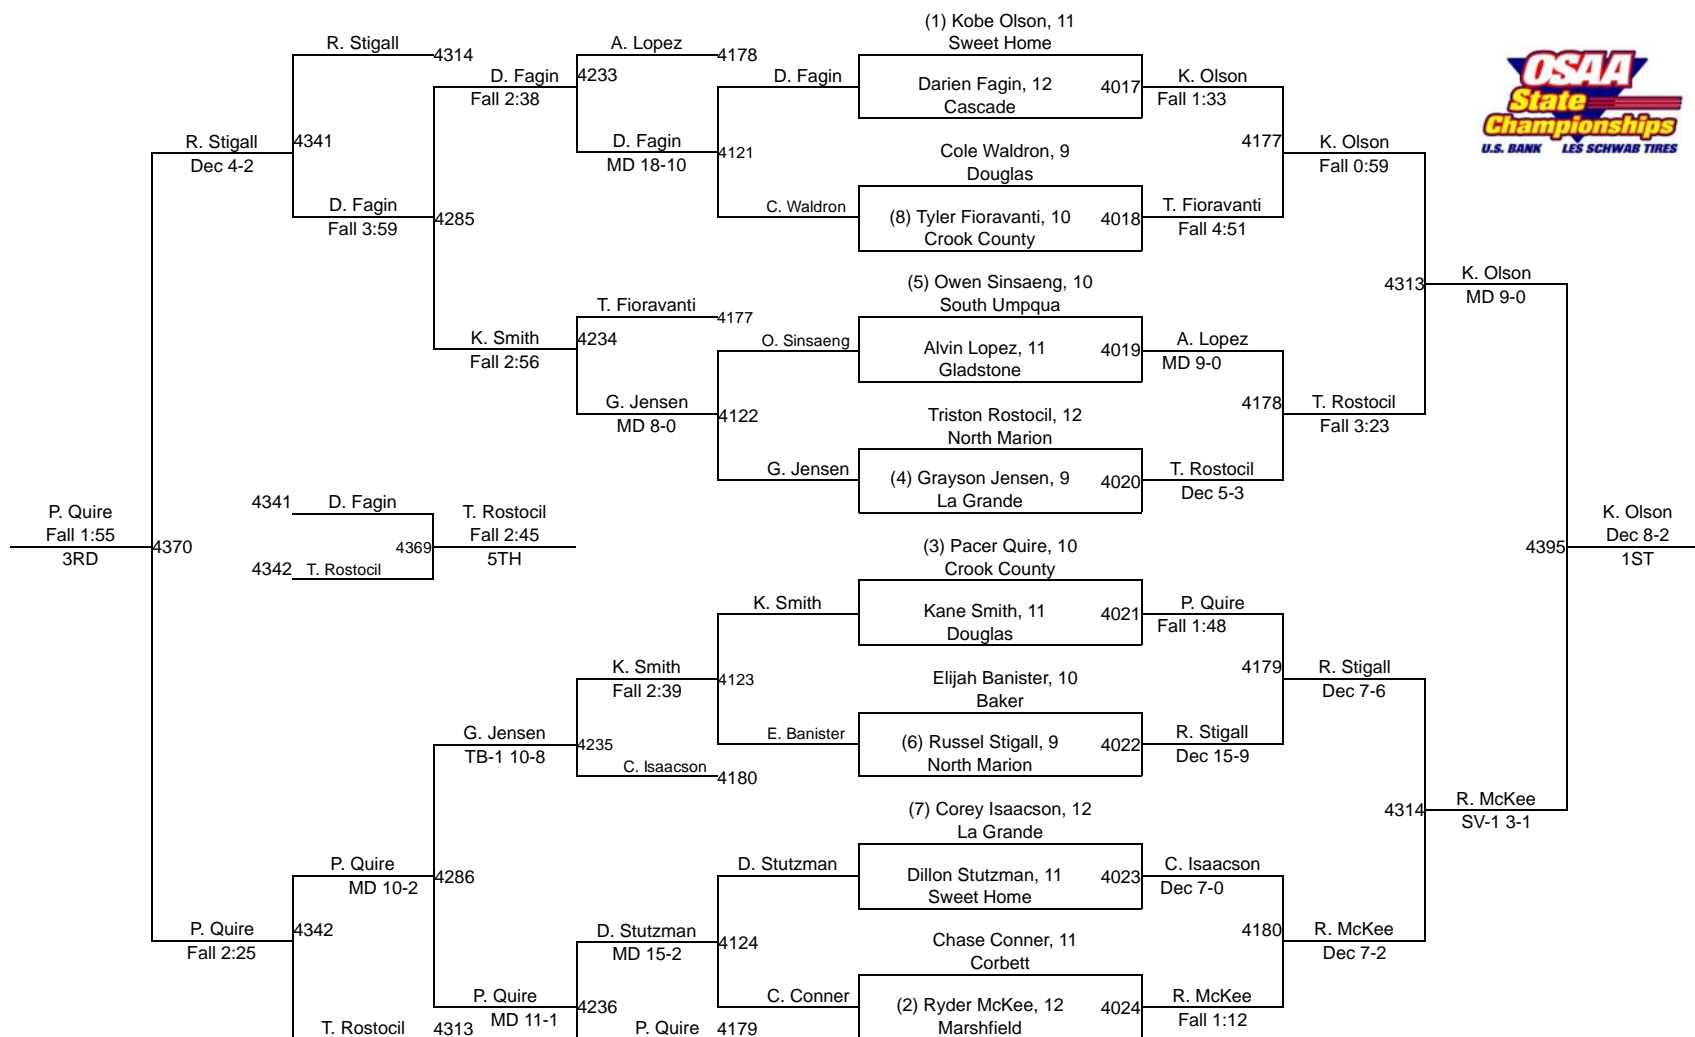 (1) Kobe Olson, 11
Sweet Home
R. Stigall
4314
A. Lopez
4178
OSAA
State
Championships
U.S. BANK LES SCHWAB TIRES
D. Fagin
Fall 2:38
4233
D. Fagin
Darien Fagin, 12
Cascade
4017
K. Olson
Fall 1:33
R. Stigall
Dec 4-2
4341
D. Fagin
MD 18-10
4121
Cole Waldron, 9
Douglas
4177
K. Olson
Fall 0:59
D. Fagin
Fall 3:59
4285
C. Waldron
(8) Tyler Fioravanti, 10
Crook County
4018
T. Fioravanti
Fall 4:51
(5) Owen Sinsaeng, 10
South Umpqua
4313
K. Olson
MD 9-0
T. Fioravanti
4177
K. Smith
Fall 2:56
4234
O. Sinsaeng
Alvin Lopez, 11
Gladstone
4019
A. Lopez
MD 9-0
G. Jensen
MD 8-0
4122
Triston Rostocil, 12
North Marion
4178
T. Rostocil
Fall 3:23
G. Jensen
(4) Grayson Jensen, 9
La Grande
4020
T. Rostocil
Dec 5-3
P. Quire
Fall 1:55
3RD
4370
4341
D. Fagin
4342
T. Rostocil
4369
T. Rostocil
Fall 2:45
5TH
(3) Pacer Quire, 10
Crook County
4395
K. Olson
Dec 8-2
1ST
K. Smith
Kane Smith, 11
Douglas
4021
P. Quire
Fall 1:48
K. Smith
Fall 2:39
4123
Elijah Banister, 10
Baker
4179
R. Stigall
Dec 7-6
G. Jensen
TB-1 10-8
4235
E. Banister
(6) Russel Stigall, 9
North Marion
4022
R. Stigall
Dec 15-9
C. Isaacson
4180
(7) Corey Isaacson, 12
La Grande
4314
R. McKee
SV-1 3-1
P. Quire
MD 10-2
4286
D. Stutzman
Dillon Stutzman, 11
Sweet Home
4023
C. Isaacson
Dec 7-0
P. Quire
Fall 2:25
4342
D. Stutzman
MD 15-2
4124
Chase Conner, 11
Corbett
4180
R. McKee
Dec 7-2
P. Quire
MD 11-1
4236
C. Conner
(2) Ryder McKee, 12
Marshfield
4024
R. McKee
Fall 1:12
T. Rostocil
4313
P. Quire
4179